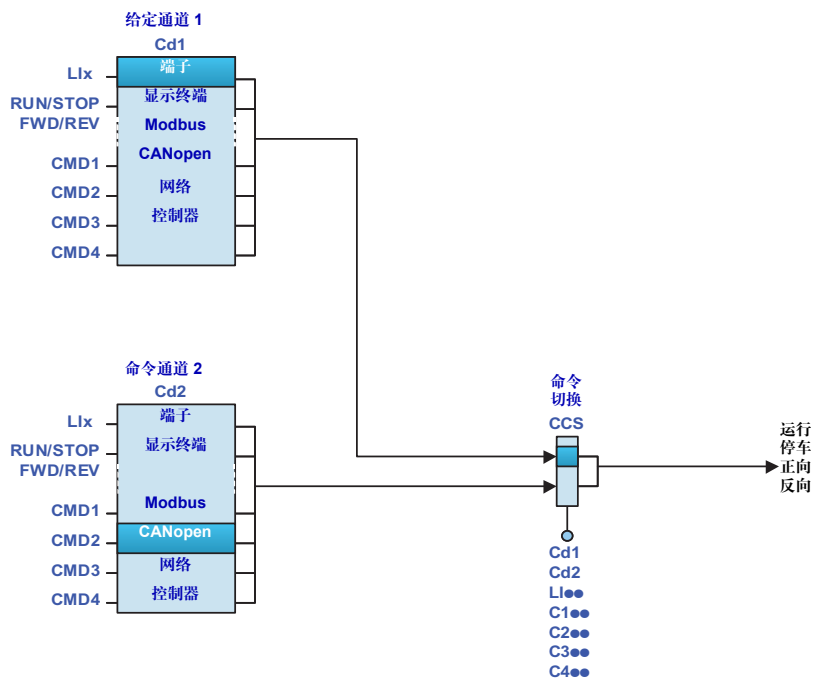 给定通道 1
Cd1
LIx
RUN/STOP
FWD/REV
CMD1
CMD2
CMD3
CMD4
端子
显示终端
Modbus
CANopen
网络
控制器
命令通道 2
Cd2
LIx
RUN/STOP
FWD/REV
CMD1
CMD2
CMD3
CMD4
端子
显示终端
Modbus
CANopen
网络
控制器
命令
切换
CCS
Cd1
Cd2
LI●●
C1●●
C2●●
C3●●
C4●●
运行
停车
正向
反向